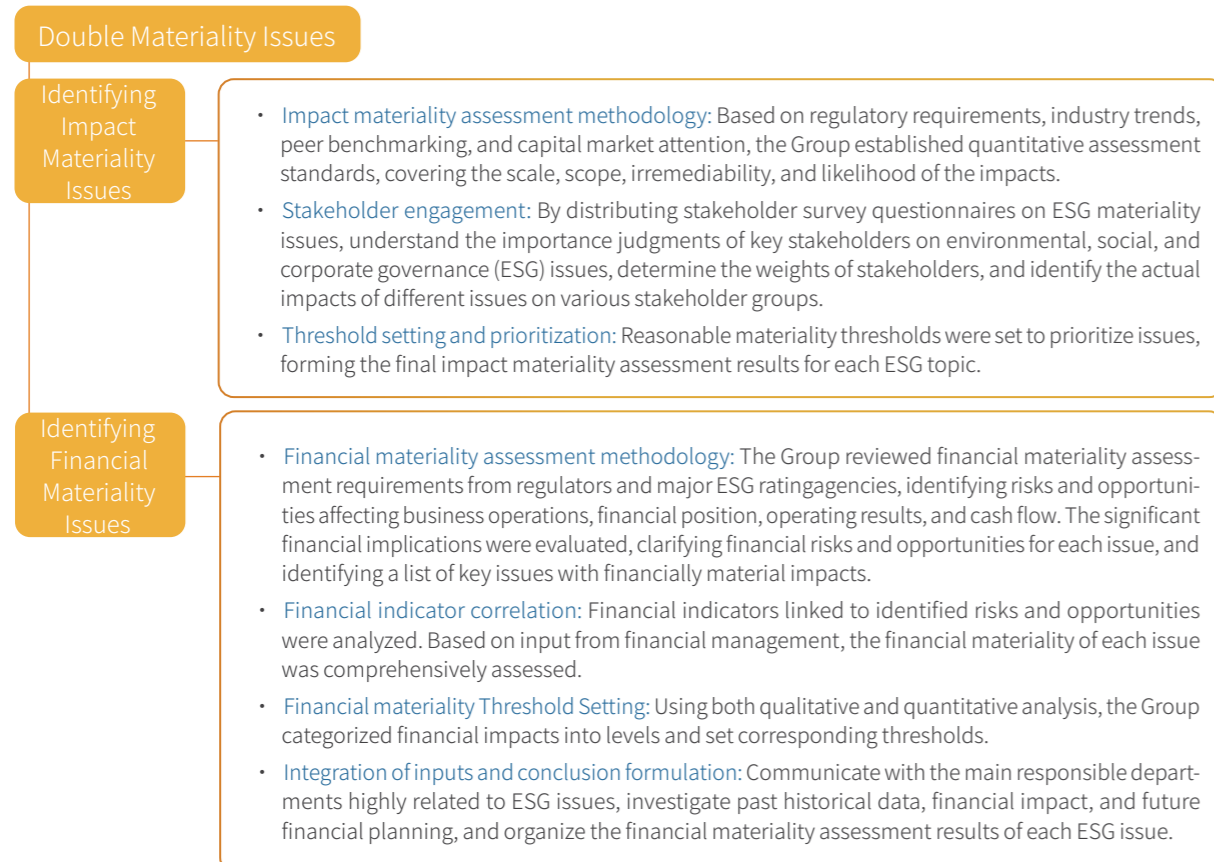 Double Materiality Issues
Identifying
Impact
Materiality
Issues
• Impact materiality assessment methodology: Based on regulatory requirements, industry trends,
peer benchmarking, and capital market attention, the Group established quantitative assessment
standards, covering the scale, scope, irremediability, and likelihood of the impacts.
• Stakeholder engagement: By distributing stakeholder survey questionnaires on ESG materiality
issues, understand the importance judgments of key stakeholders on environmental, social, and
corporate governance (ESG) issues, determine the weights of stakeholders, and identify the actual
impacts of different issues on various stakeholder groups.
• Threshold setting and prioritization: Reasonable materiality thresholds were set to prioritize issues,
forming the final impact materiality assessment results for each ESG topic.
Identifying
Financial
Materiality
Issues
• Financial materiality assessment methodology: The Group reviewed financial materiality assess-
ment requirements from regulators and major ESG ratingagencies, identifying risks and opportuni-
ties affecting business operations, financial position, operating results, and cash flow. The significant
financial implications were evaluated, clarifying financial risks and opportunities for each issue, and
identifying a list of key issues with financially material impacts.
• Financial indicator correlation: Financial indicators linked to identified risks and opportunities
were analyzed. Based on input from financial management, the financial materiality of each issue
was comprehensively assessed.
• Financial materiality Threshold Setting: Using both qualitative and quantitative analysis, the Group
categorized financial impacts into levels and set corresponding thresholds.
• Integration of inputs and conclusion formulation: Communicate with the main responsible depart-
ments highly related to ESG issues, investigate past historical data, financial impact, and future
financial planning, and organize the financial materiality assessment results of each ESG issue.